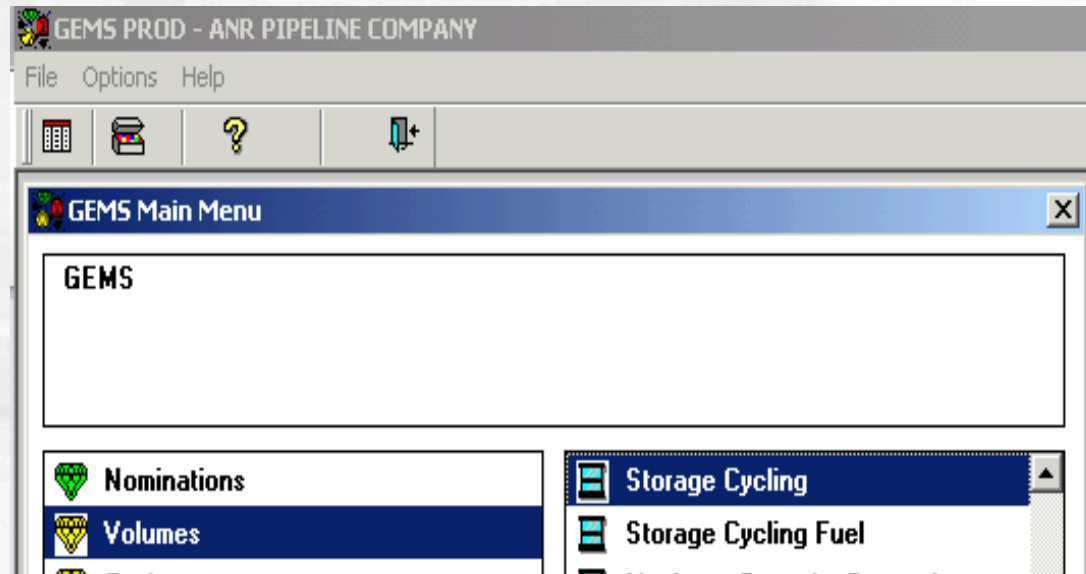 GEMS PROD - ANR PIPELINE COMPANY
File Options Help
GEMS Main Menu
GEMS
Nominations
Storage Cycling
Volumes
Storage Cycling Fuel